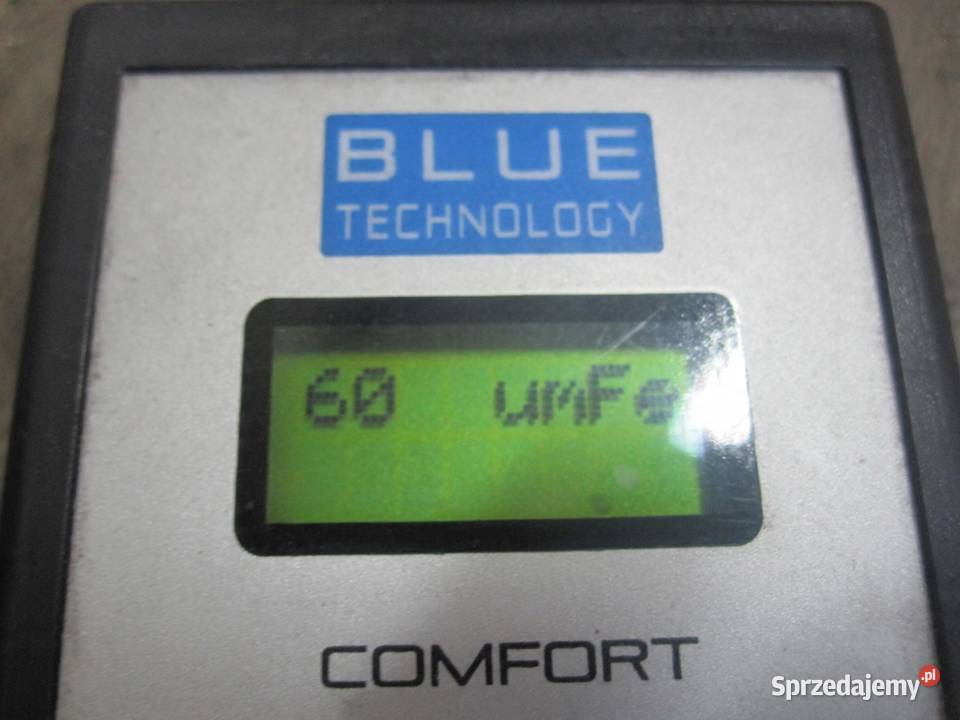 BLUE
TECHNOLOGY
60 umFe
COMFORT
Sprzedajemy.pl